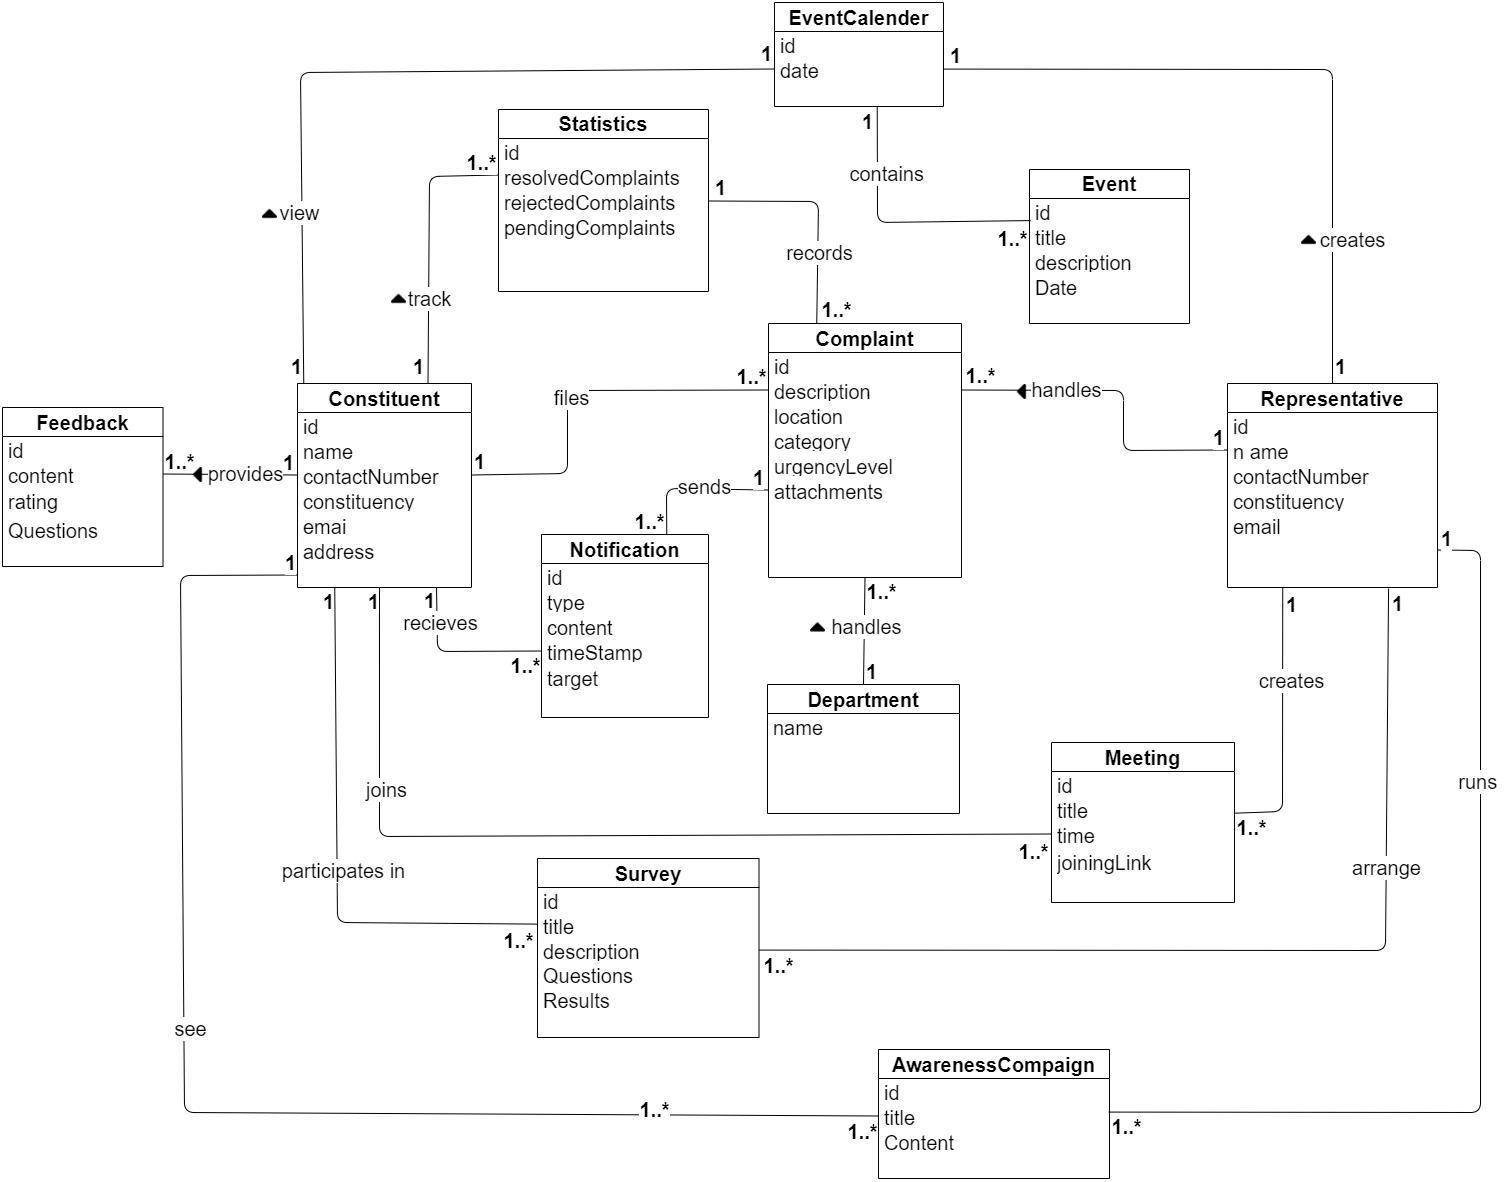 EventCalender
id
date
1
1
1
contains
1..*
Statistics
id
resolvedComplaints
rejectedComplaints
pendingComplaints
1..*
1
records
1..*
Event
id
title
description
Date
view
track
creates
1
1
1
Feedback
id
content
rating
Questions
1..*
provides
1
Constituent
id
name
contactNumber
constituency
emai
address
1
files
1..*
Complaint
id
description
location
category
urgencyLevel
attachments
1..*
handles
1
Representative
id
n ame
contactNumber
constituency
email
1
sends
1..*
Notification
id
type
content
timeStamp
target
1
1
1
1
recieves
1..*
1..*
handles
1
Department
name
1
1
1
creates
Meeting
id
title
time
joiningLink
1..*
1..*
joins
runs
arrange
participates in
Survey
id
title
description
Questions
Results
1..*
1..*
see
AwarenessCompaign
id
title
Content
1..*
1..*
1..*